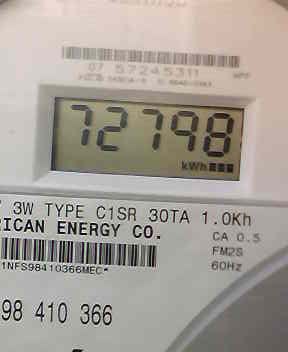 07 57245311
72798
kWh
3W TYPE C1SR 30TA 1.0Kh
RICAN ENERGY CO.
CA 0.5
FM2S
1NFS98410366MEC*
60Hz
98 410 366